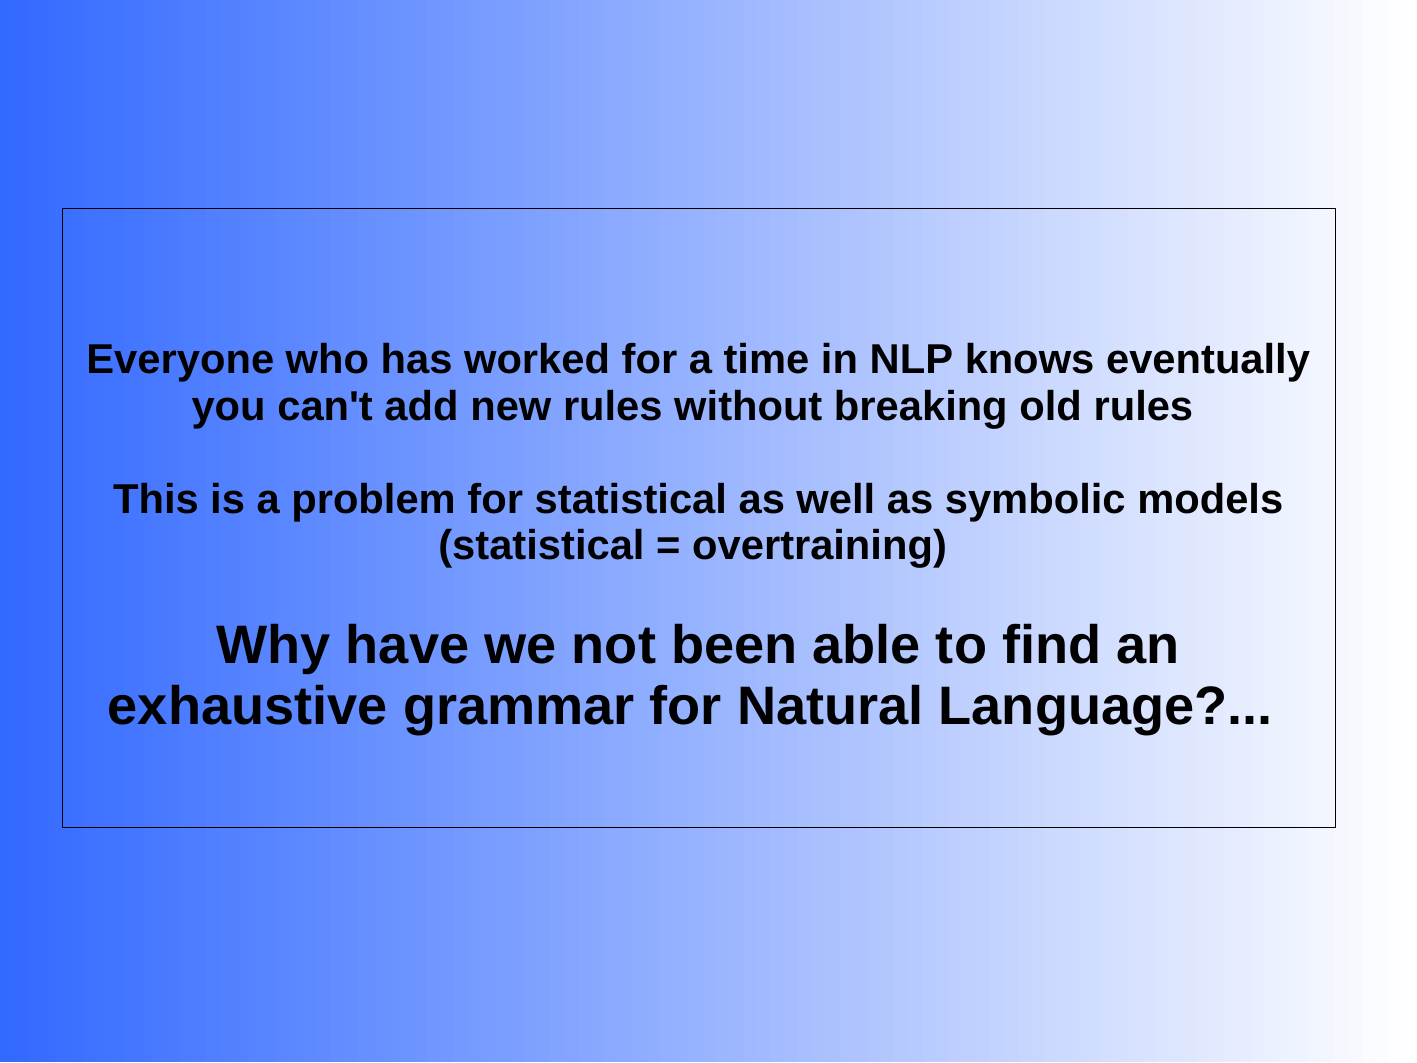 Everyone who has worked for a time in NLP knows eventually
you can't add new rules without breaking old rules
This is a problem for statistical as well as symbolic models
(statistical = overtraining)
Why have we not been able to find an
exhaustive grammar for Natural Language?...